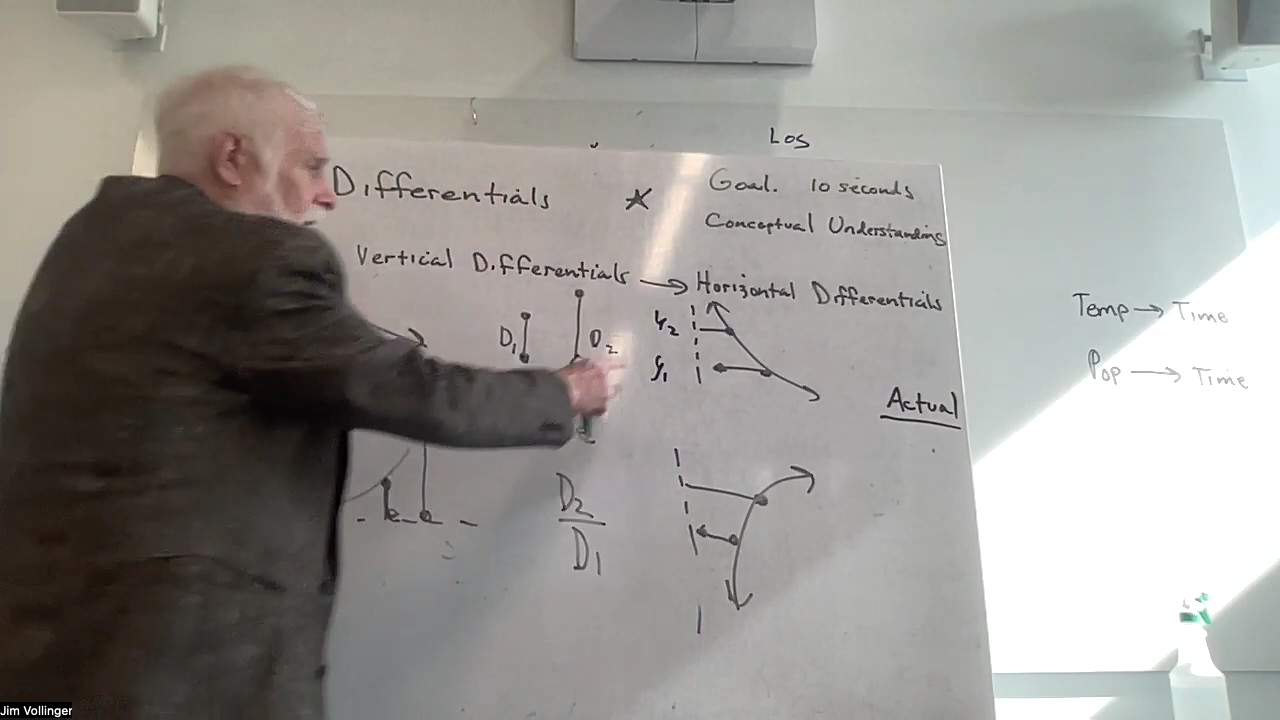 Los
Differentials
Goal. 10 seconds
Conceptual Understanding
Vertical Differentials → Horizontal Differentials
D1
D2
y2
y1
Actual
D2
D1
Temp → Time
Pop → Time
Jim Vollinger